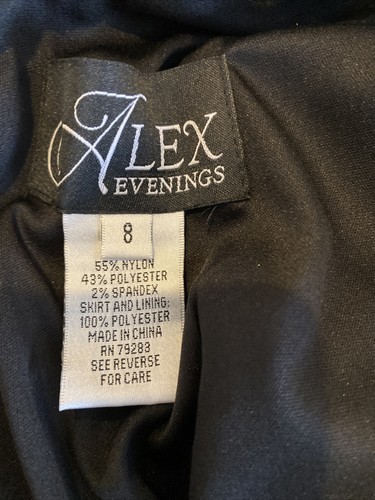 ALEX
EVENINGS
8
55% NYLON
43% POLYESTER
2% SPANDEX
SKIRT AND LINING:
100% POLYESTER
MADE IN CHINA
RN 79283
SEE REVERSE
FOR CARE